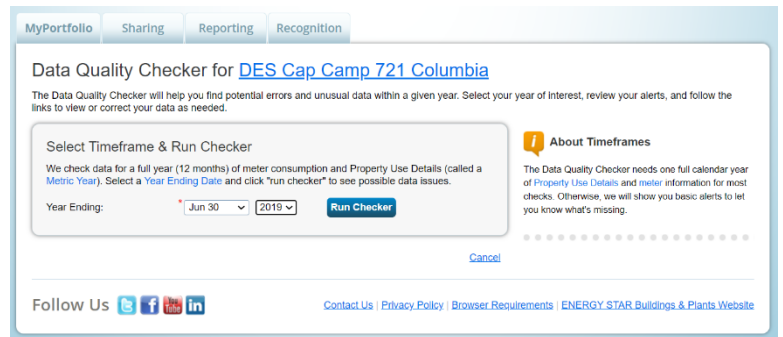 MyPortfolio Sharing Reporting Recognition
Data Quality Checker for DES Cap Camp 721 Columbia
The Data Quality Checker will help you find potential errors and unusual data within a given year. Select your year of interest, review your alerts, and follow the
links to view or correct your data as needed.
Select Timeframe & Run Checker
We check data for a full year (12 months) of meter consumption and Property Use Details (called a
Metric Year). Select a Year Ending Date and click "run checker" to see possible data issues.
Year Ending: * Jun 30 2019 Run Checker
Cancel
About Timeframes
The Data Quality Checker needs one full calendar year
of Property Use Details and meter information for most
checks. Otherwise, we will show you basic alerts to let
you know what's missing.
Follow Us
Contact Us | Privacy Policy | Browser Requirements | ENERGY STAR Buildings & Plants Website